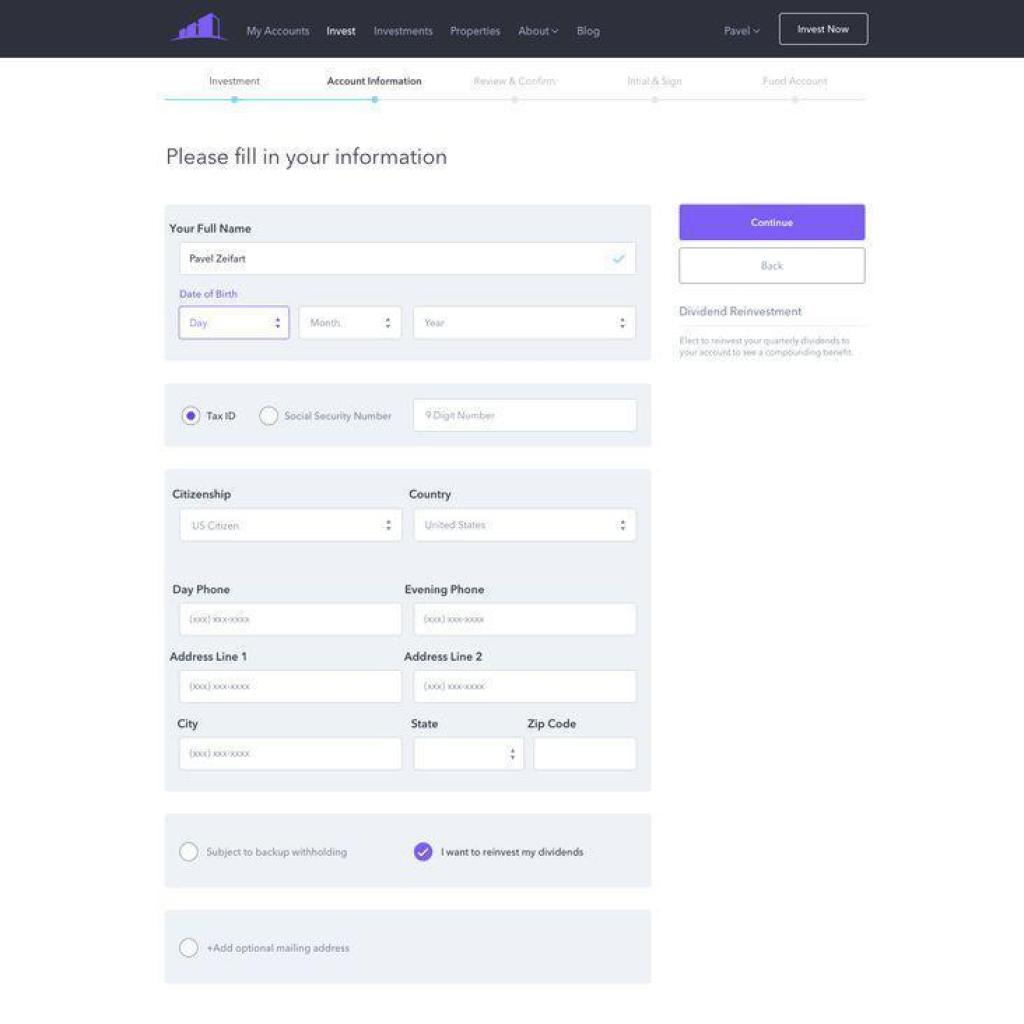 My Accounts Invest Investments Properties About Blog Pavel Invest Now
Investment Account Information Review & Confirm Intial & Sign Fund Account
Please fill in your information
Your Full Name
Pavel Zeifart
Date of Birth
Day Month Year
Continue
Back
Dividend Reinvestment
Elect to reinvest your quarterly dividends to
your account to see a compounding benefit.
Tax ID Social Security Number 9 Digit Number
Citizenship Country
US Citizen United States
Day Phone Evening Phone
(xxx) xxx-xxxx (xxx) xxx-xxxx
Address Line 1 Address Line 2
(xxx) xxx-xxxx (xxx) xxx-xxxx
City State Zip Code
(xxx) xxx-xxxx
Subject to backup withholding I want to reinvest my dividends
+Add optional mailing address